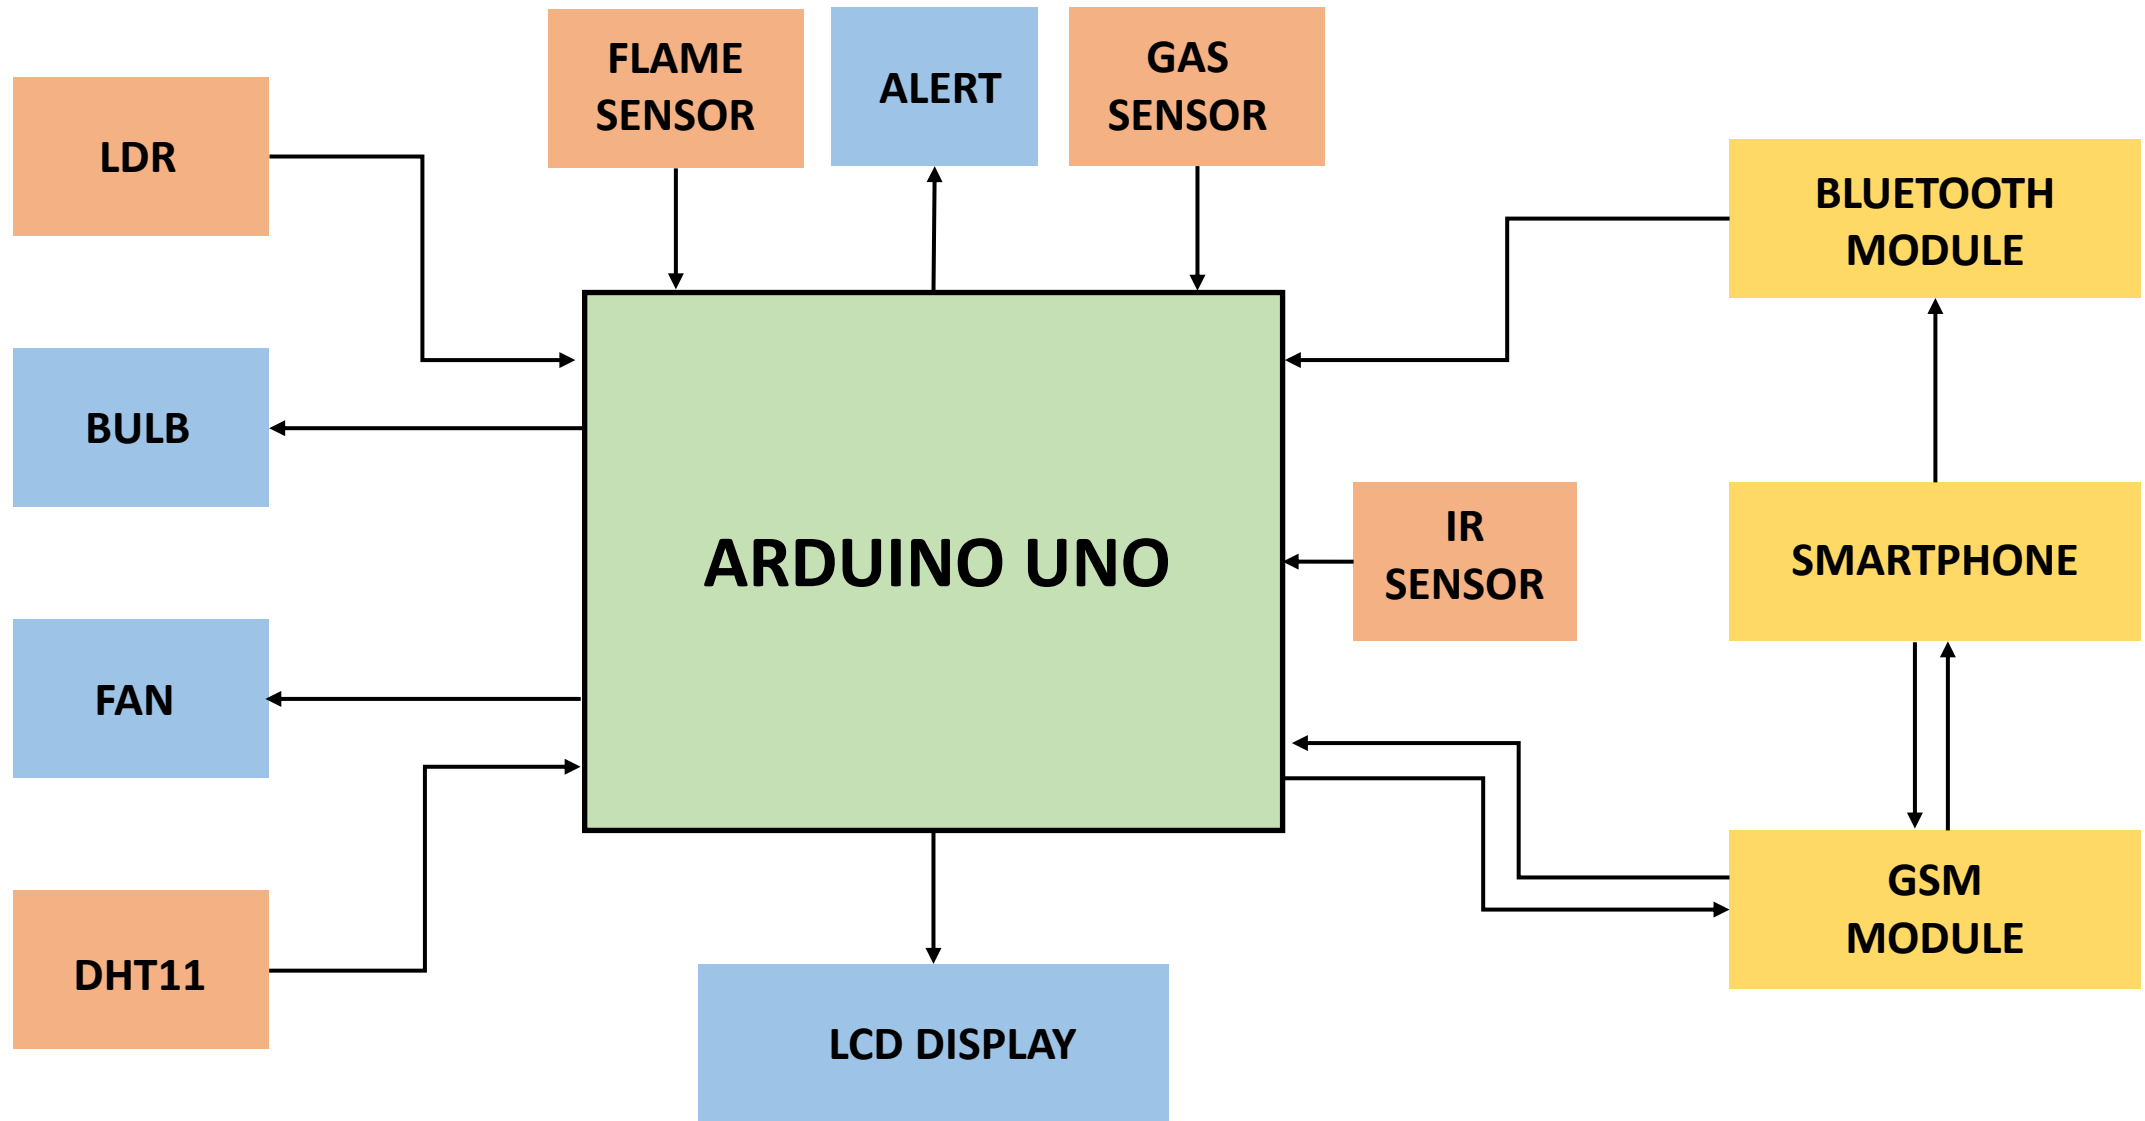 FLAME
SENSOR
ALERT
GAS
SENSOR
LDR
BLUETOOTH
MODULE
BULB
ARDUINO UNO
IR
SENSOR
SMARTPHONE
FAN
GSM
MODULE
DHT11
LCD DISPLAY